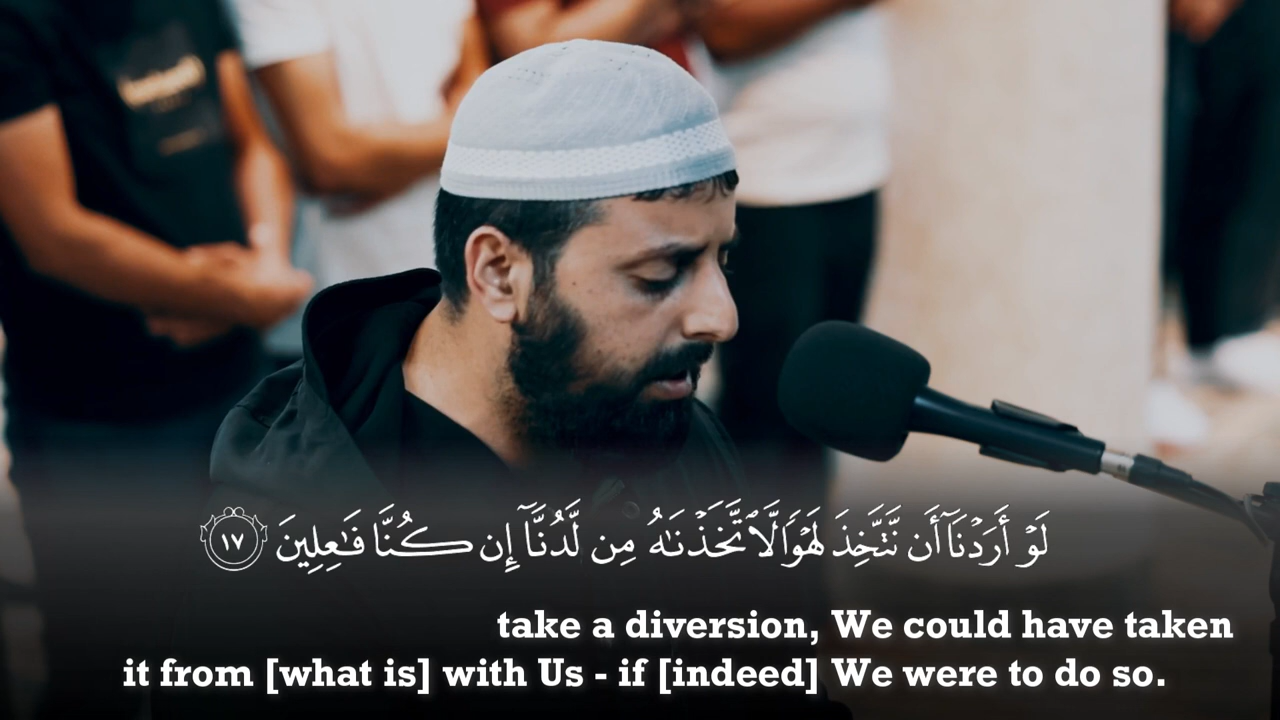 لَوْ أَرَدْنَآ أَن نَّتَّخِذَ لَهْوًا لَّٱتَّخَذْنَٰهُ مِن لَّدُنَّآ إِن كُنَّا فَٰعِلِينَ ١٧
take a diversion, We could have taken
it from [what is] with Us - if [indeed] We were to do so.